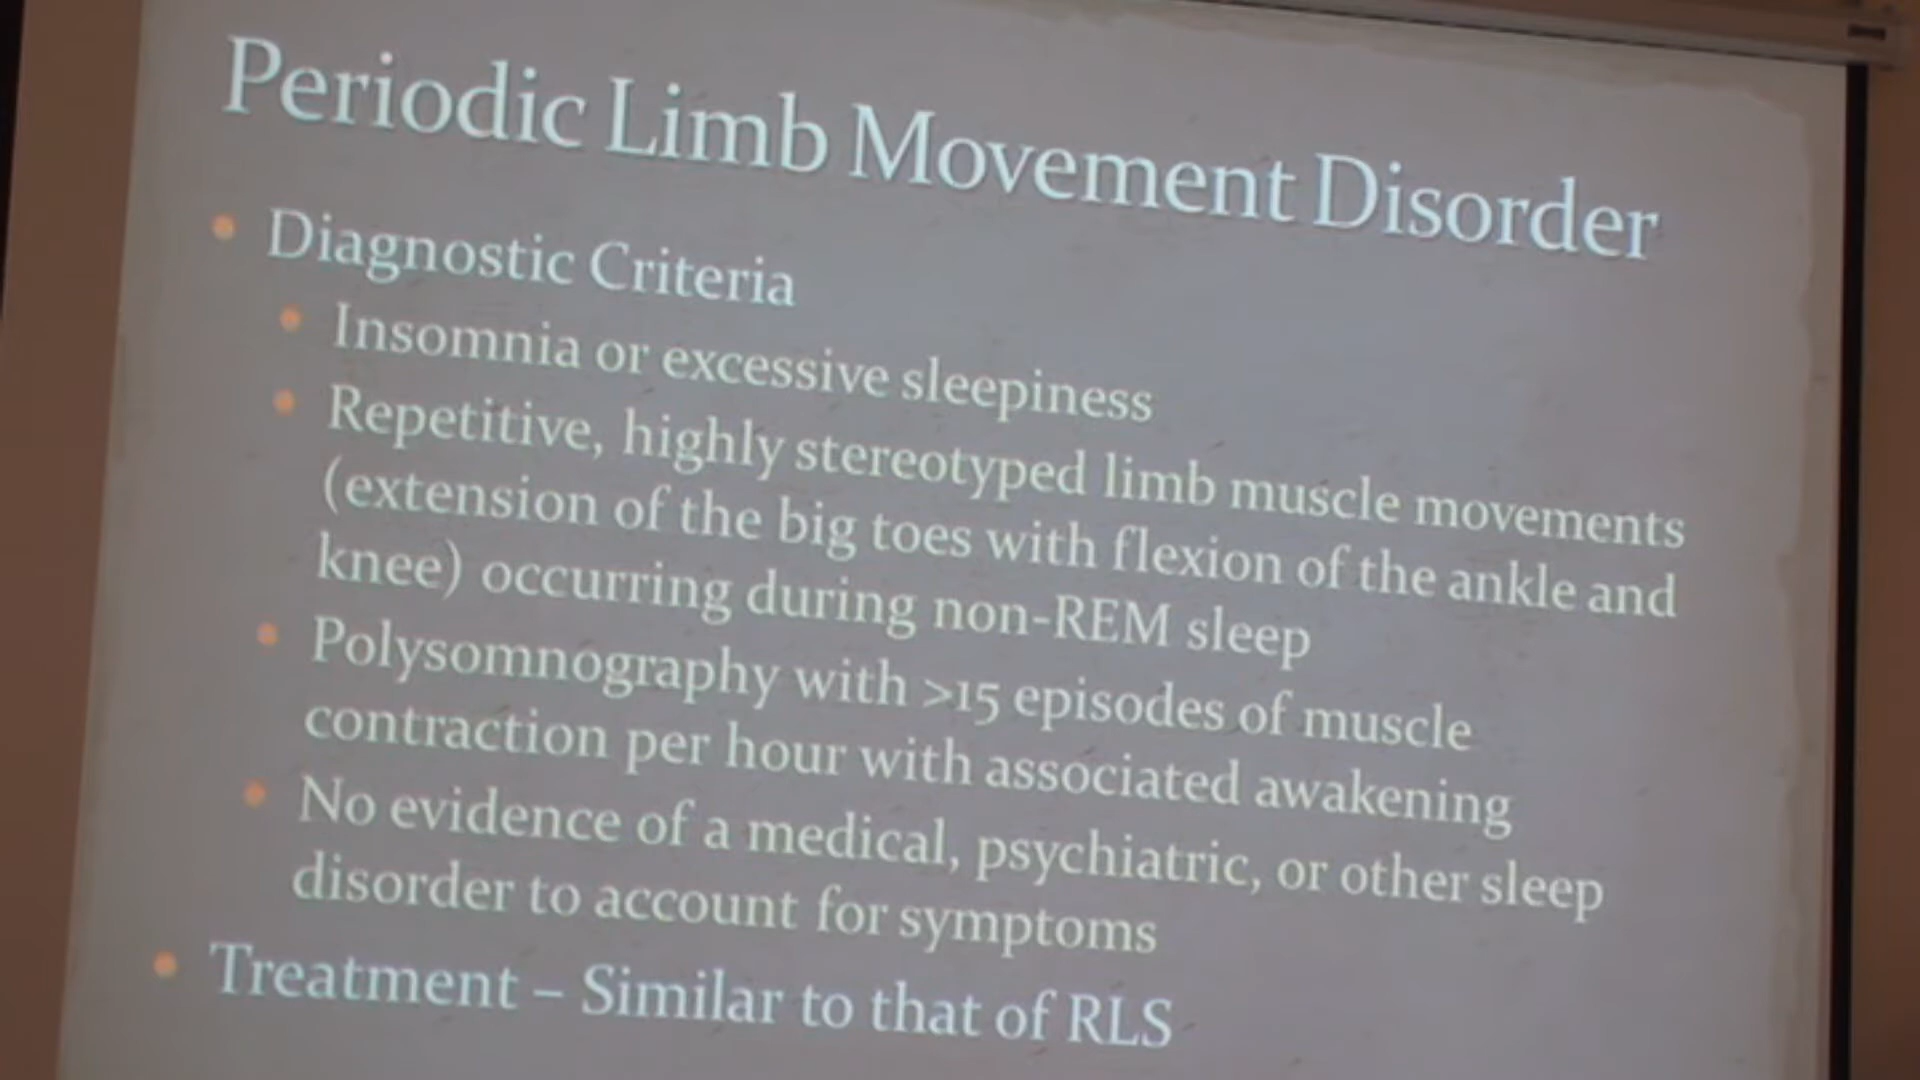 Periodic Limb Movement Disorder
Diagnostic Criteria
Insomnia or excessive sleepiness
Repetitive, highly stereotyped limb muscle movements
(extension of the big toes with flexion of the ankle and
knee) occurring during non-REM sleep
Polysomnography with >15 episodes of muscle
contraction per hour with associated awakening
No evidence of a medical, psychiatric, or other sleep
disorder to account for symptoms
Treatment – Similar to that of RLS